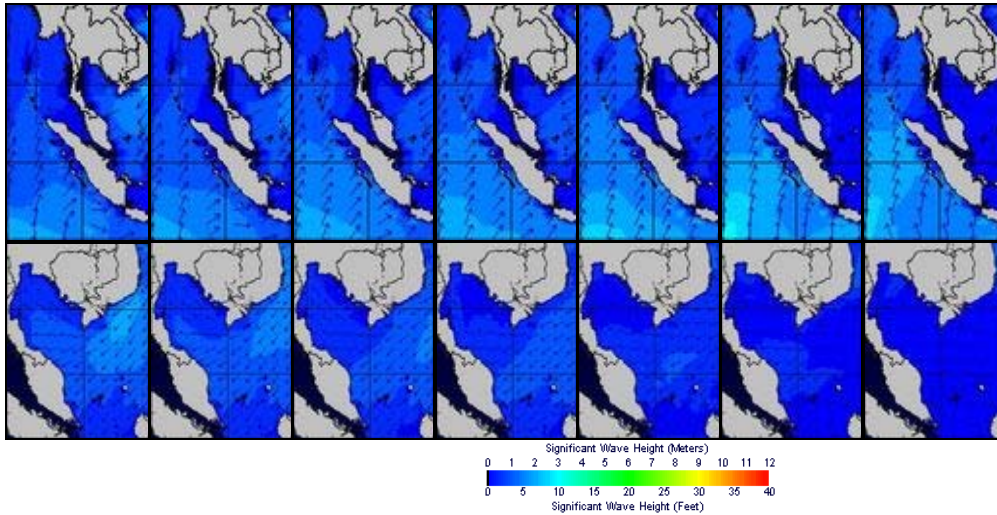 Significant Wave Height (Meters)
0 1 2 3 4 5 6 7 8 9 10 11 12
0 5 10 15 20 25 30 35 40
Significant Wave Height (Feet)